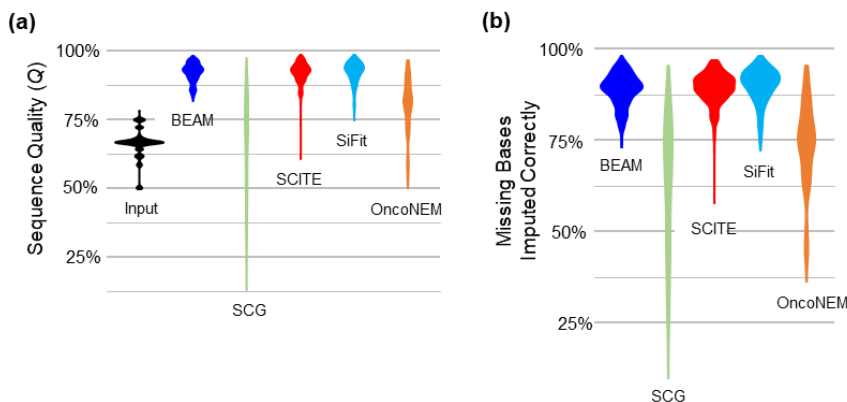 (a)
Sequence Quality (Q)
100%
75%
50%
25%
Input
BEAM
SCG
SCITE
SiFit
OncoNEM
(b)
Missing Bases
Imputed Correctly
100%
75%
50%
25%
BEAM
SCG
SCITE
SiFit
OncoNEM